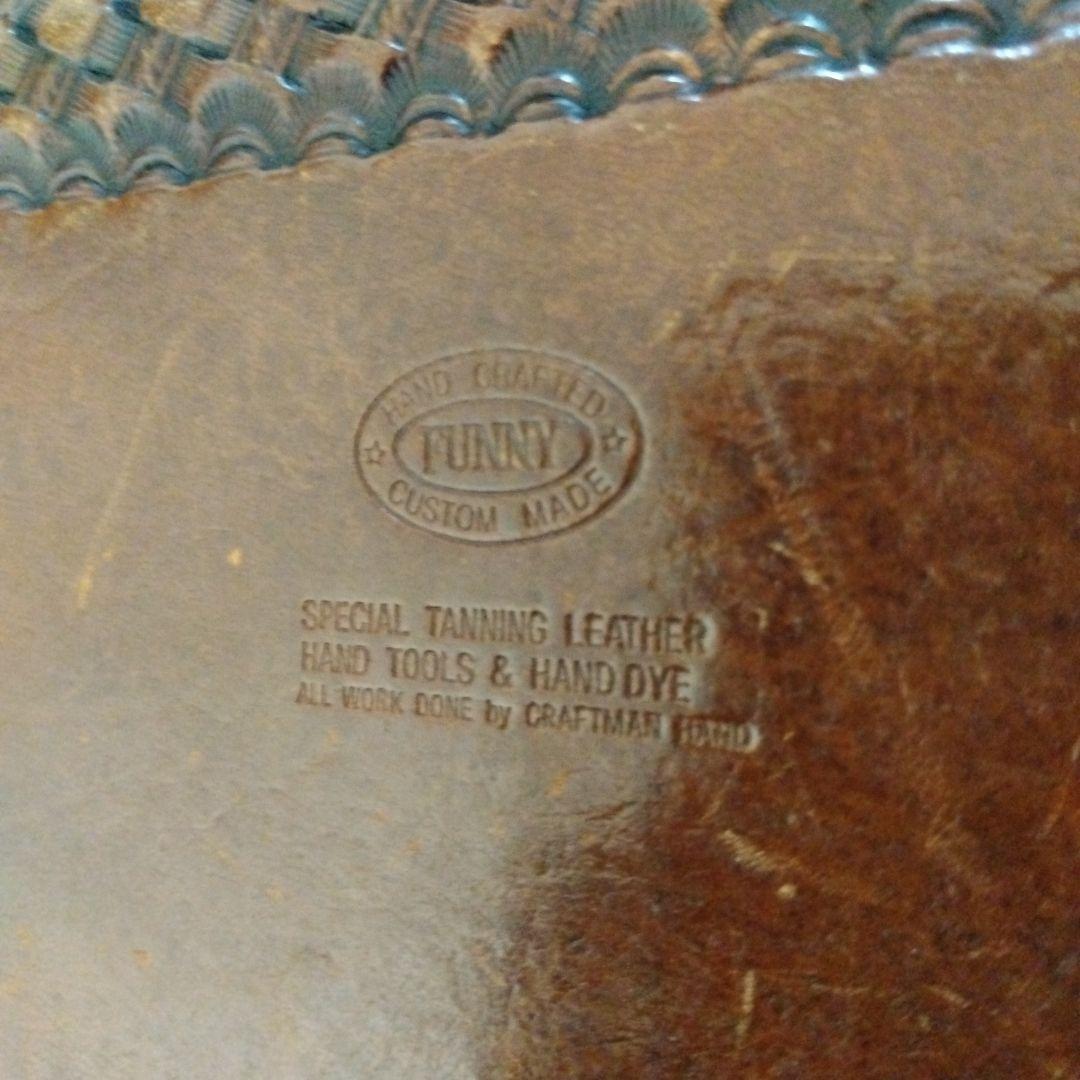 HAND CRAFTED
FUNNY
CUSTOM MADE
SPECIAL TANNING LEATHER
HAND TOOLS & HAND DYE
ALL WORK DONE by CRAFTMAN HAND